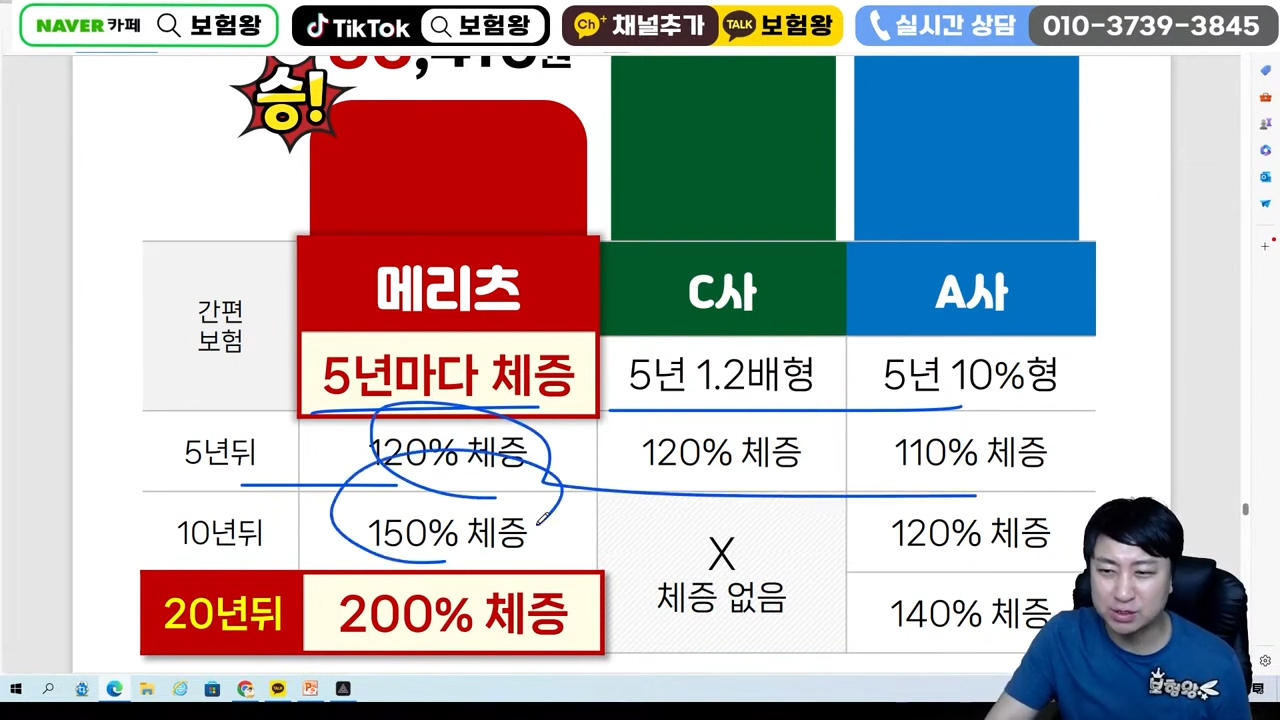 NAVER 카페 보험왕
TikTok 보험왕
Ch+ 채널추가 TALK 보험왕
실시간 상담 010-3739-3845
승!
간편
보험
메리츠
C사
A사
5년마다 체증
5년 1.2배형
5년 10%형
5년뒤
120% 체증
120% 체증
110% 체증
10년뒤
150% 체증
X
체증 없음
120% 체증
20년뒤
200% 체증
140% 체증
보험왕